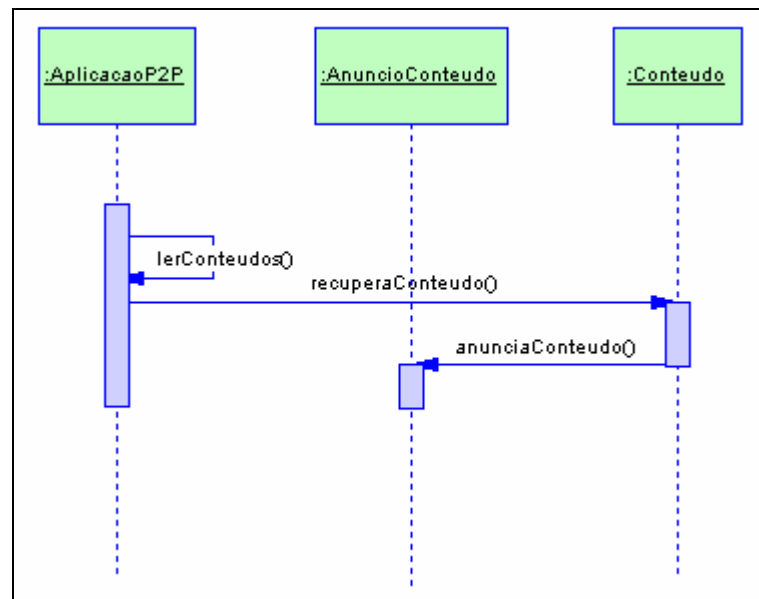 :AplicacaoP2P
:AnuncioConteudo
:Conteudo
lerConteudos()
recuperaConteudo()
anunciaConteudo()